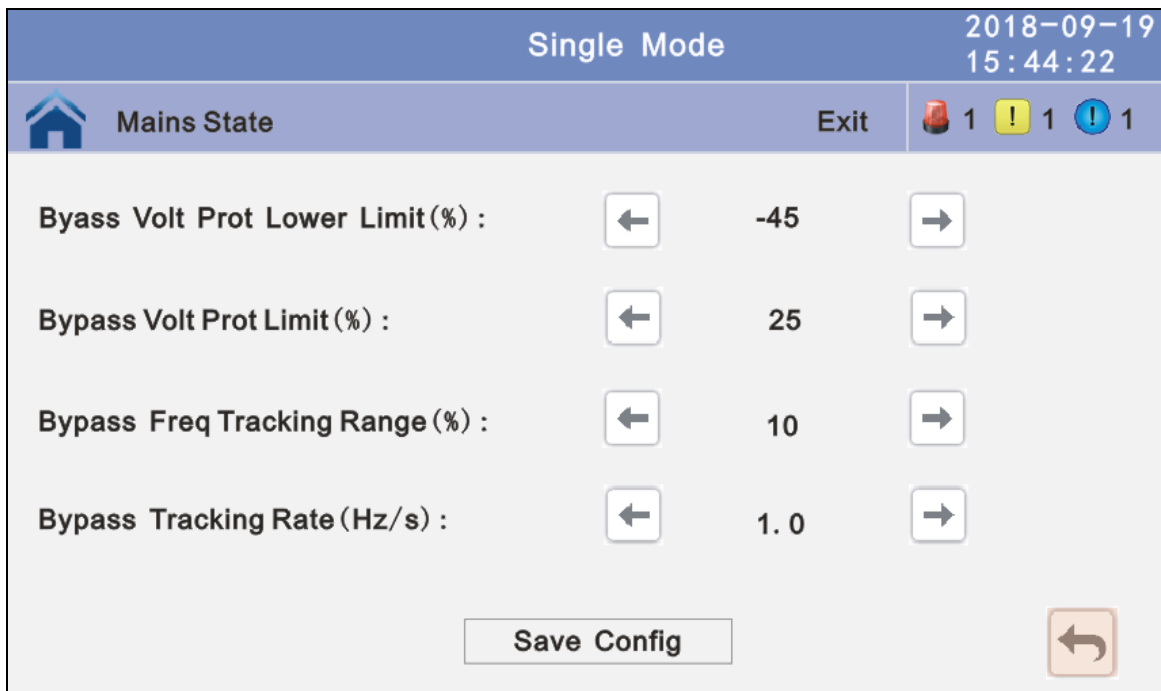 Single Mode
2018-09-19
15:44:22
Mains State
Exit
1 ! 1 ! 1
Byass Volt Prot Lower Limit(%) :
-45
Bypass Volt Prot Limit(%) :
25
Bypass Freq Tracking Range(%) :
10
Bypass Tracking Rate(Hz/s) :
1. 0
Save Config